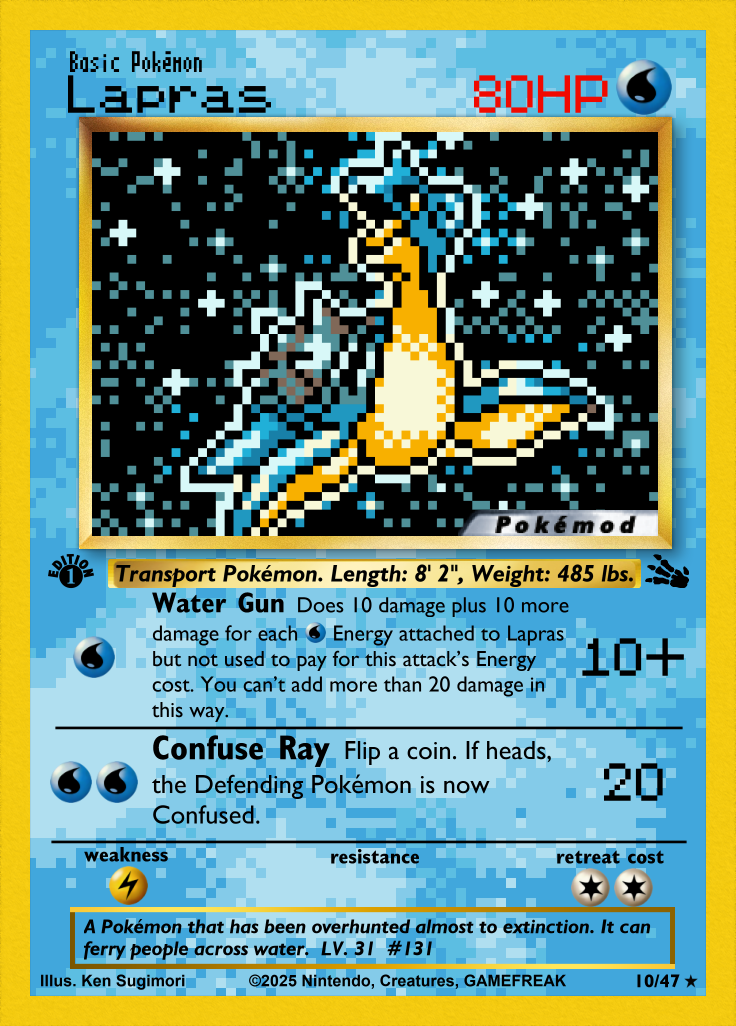 Basic Pokémon
Lapras
80HP
Pokémod
EDITION
1
Transport Pokémon. Length: 8' 2", Weight: 485 lbs.
Water Gun Does 10 damage plus 10 more
damage for each Energy attached to Lapras
but not used to pay for this attack's Energy
cost. You can't add more than 20 damage in
this way.
10+
Confuse Ray Flip a coin. If heads,
the Defending Pokémon is now
Confused.
20
weakness
resistance
retreat cost
A Pokémon that has been overhunted almost to extinction. It can
ferry people across water. LV. 31 #131
Illus. Ken Sugimori
©2025 Nintendo, Creatures, GAMEFREAK
10/47 ★